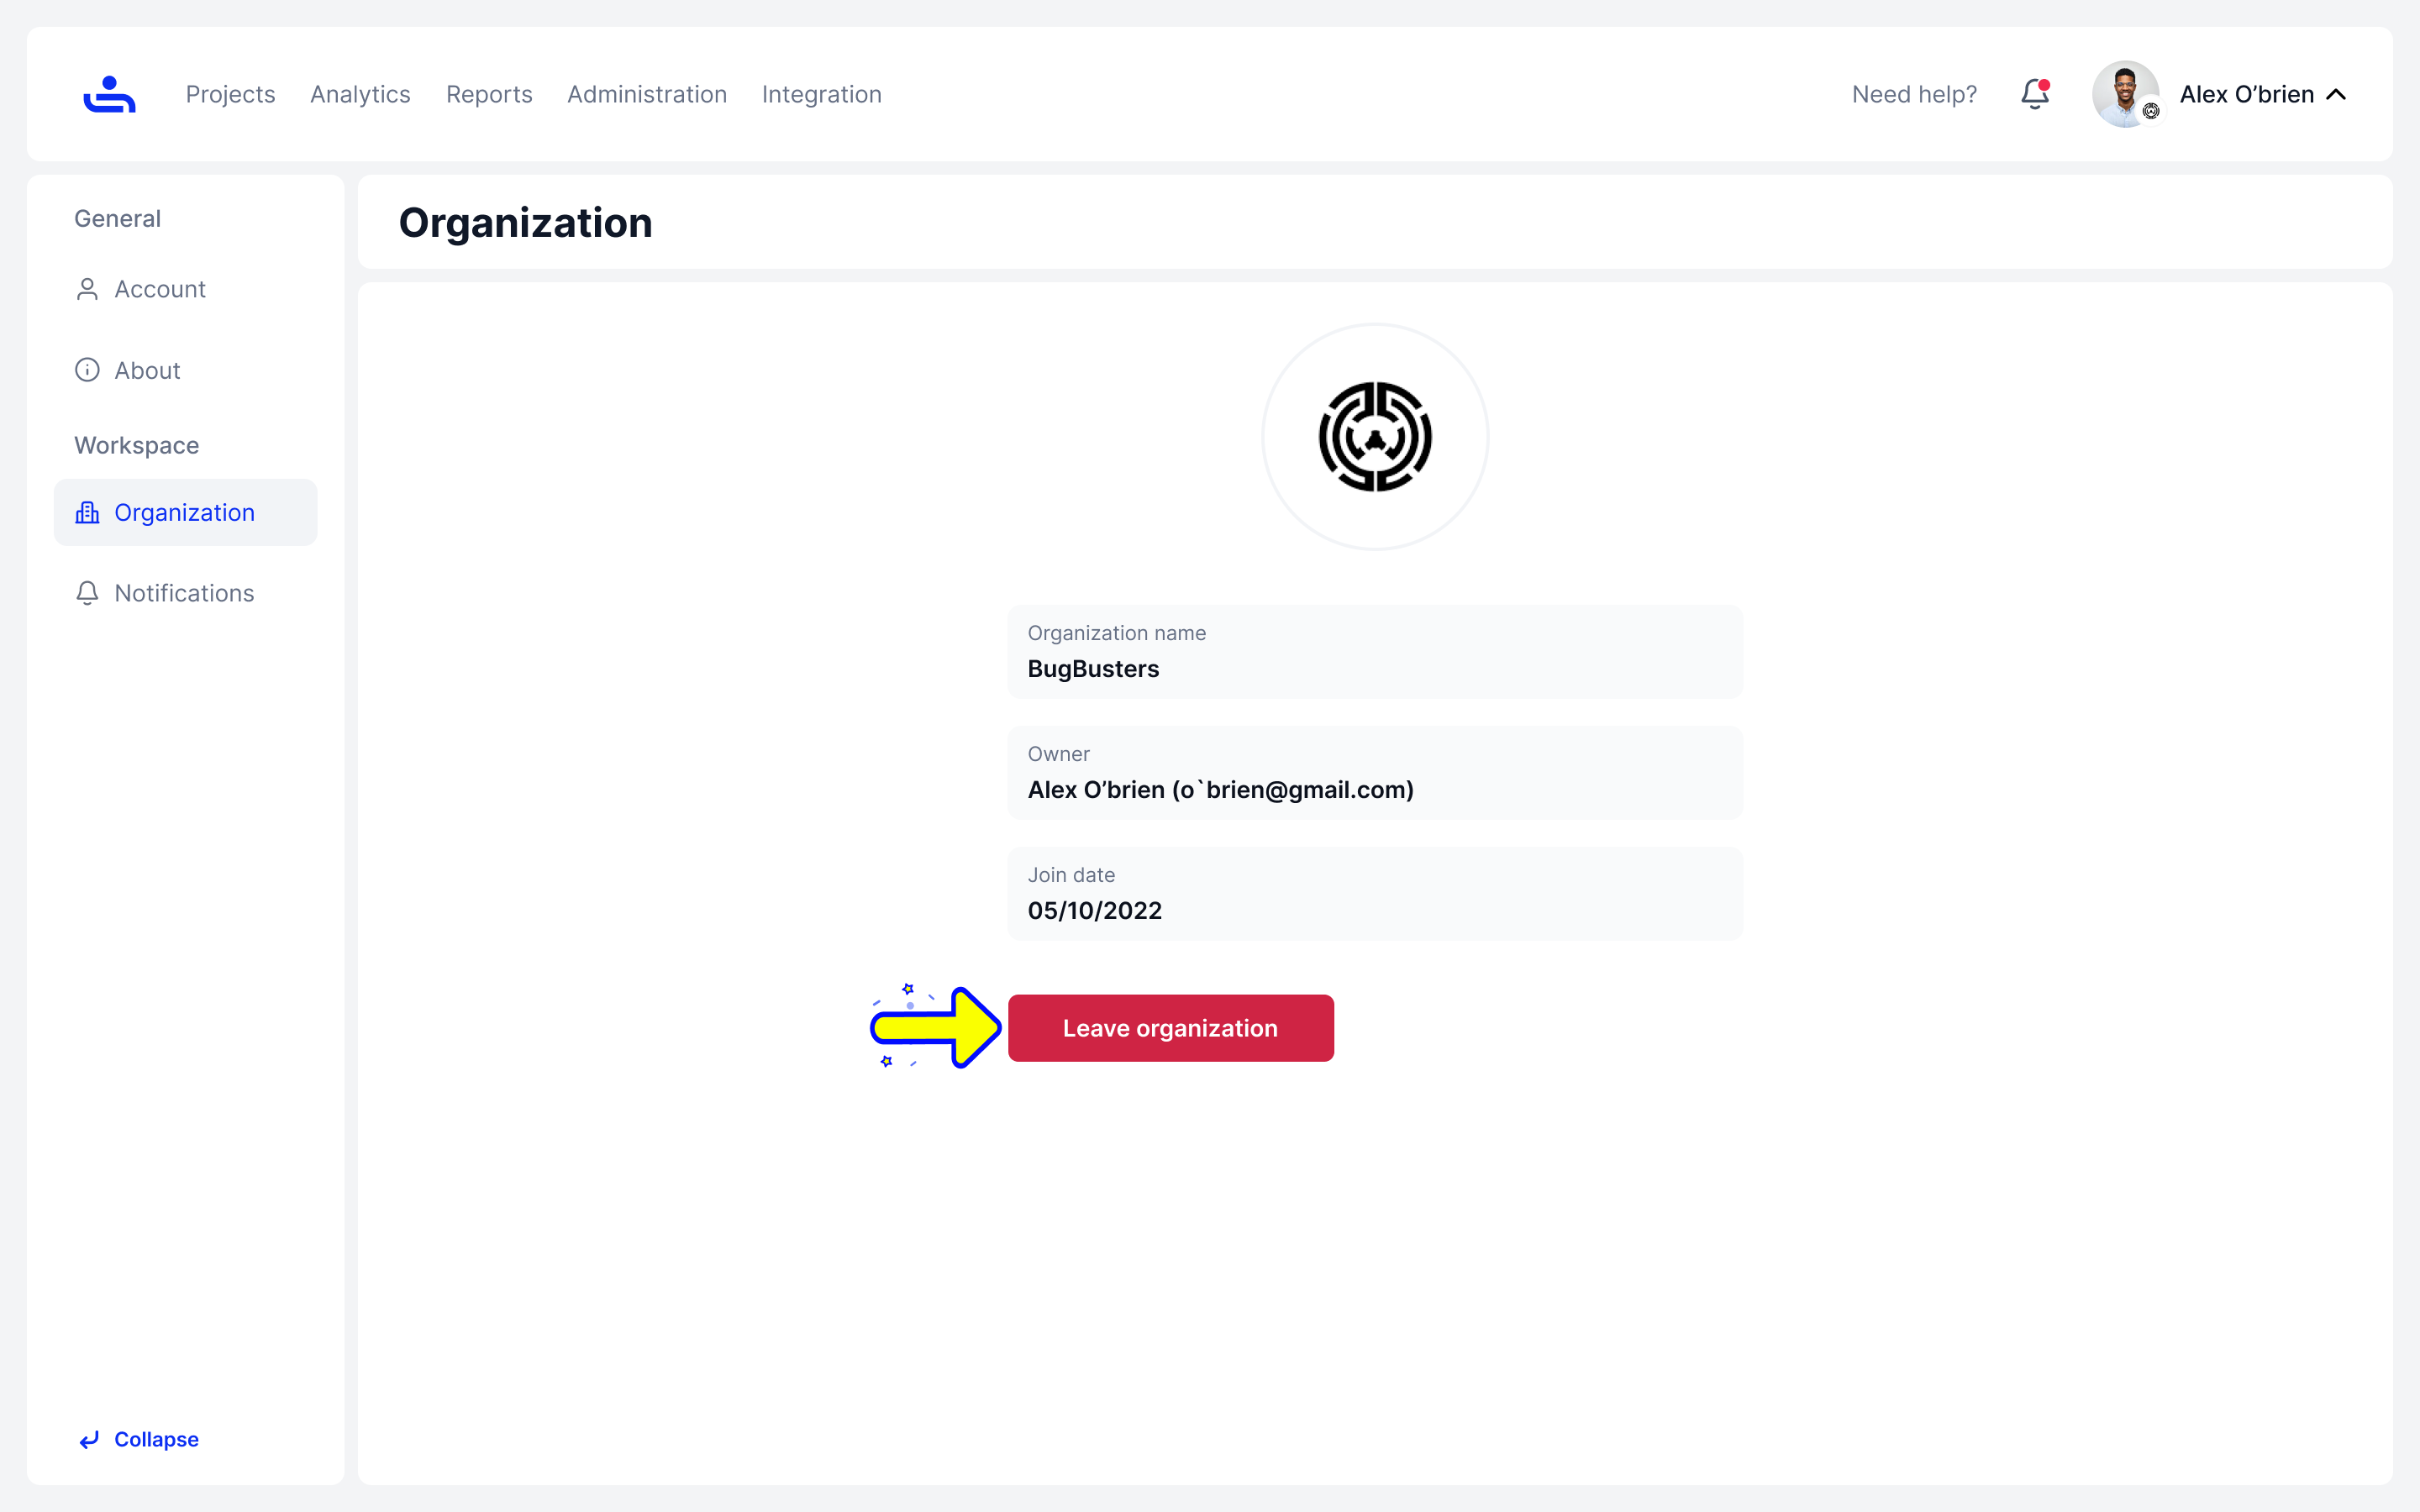 Projects Analytics Reports Administration Integration Need help? Alex O’brien
General
Account
About
Workspace
Organization
Notifications
Collapse
Organization
Organization name
BugBusters
Owner
Alex O’brien (o`brien@gmail.com)
Join date
05/10/2022
Leave organization